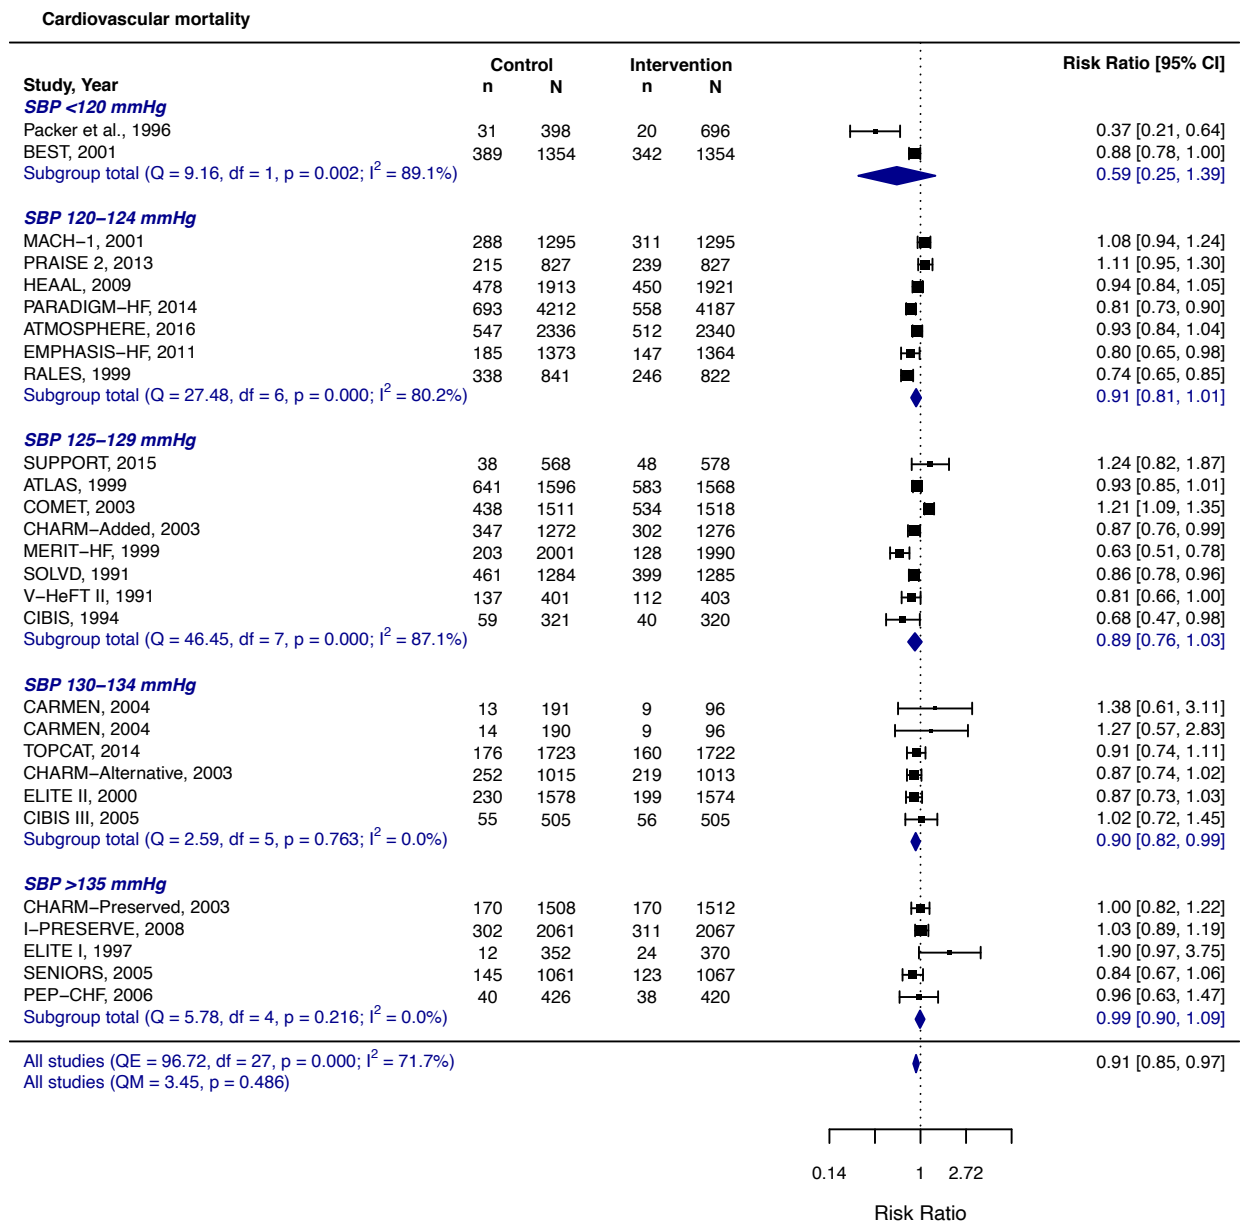 Cardiovascular mortality
Control Intervention Risk Ratio [95% CI]
Study, Year n N n N
SBP <120 mmHg
Packer et al., 1996 31 398 20 696 0.37 [0.21, 0.64]
BEST, 2001 389 1354 342 1354 0.88 [0.78, 1.00]
Subgroup total (Q = 9.16, df = 1, p = 0.002; I² = 89.1%) 0.59 [0.25, 1.39]
SBP 120–124 mmHg
MACH−1, 2001 288 1295 311 1295 1.08 [0.94, 1.24]
PRAISE 2, 2013 215 827 239 827 1.11 [0.95, 1.30]
HEAAL, 2009 478 1913 450 1921 0.94 [0.84, 1.05]
PARADIGM−HF, 2014 693 4212 558 4187 0.81 [0.73, 0.90]
ATMOSPHERE, 2016 547 2336 512 2340 0.93 [0.84, 1.04]
EMPHASIS−HF, 2011 185 1373 147 1364 0.80 [0.65, 0.98]
RALES, 1999 338 841 246 822 0.74 [0.65, 0.85]
Subgroup total (Q = 27.48, df = 6, p = 0.000; I² = 80.2%) 0.91 [0.81, 1.01]
SBP 125–129 mmHg
SUPPORT, 2015 38 568 48 578 1.24 [0.82, 1.87]
ATLAS, 1999 641 1596 583 1568 0.93 [0.85, 1.01]
COMET, 2003 438 1511 534 1518 1.21 [1.09, 1.35]
CHARM−Added, 2003 347 1272 302 1276 0.87 [0.76, 0.99]
MERIT−HF, 1999 203 2001 128 1990 0.63 [0.51, 0.78]
SOLVD, 1991 461 1284 399 1285 0.86 [0.78, 0.96]
V−HeFT II, 1991 137 401 112 403 0.81 [0.66, 1.00]
CIBIS, 1994 59 321 40 320 0.68 [0.47, 0.98]
Subgroup total (Q = 46.45, df = 7, p = 0.000; I² = 87.1%) 0.89 [0.76, 1.03]
SBP 130–134 mmHg
CARMEN, 2004 13 191 9 96 1.38 [0.61, 3.11]
CARMEN, 2004 14 190 9 96 1.27 [0.57, 2.83]
TOPCAT, 2014 176 1723 160 1722 0.91 [0.74, 1.11]
CHARM−Alternative, 2003 252 1015 219 1013 0.87 [0.74, 1.02]
ELITE II, 2000 230 1578 199 1574 0.87 [0.73, 1.03]
CIBIS III, 2005 55 505 56 505 1.02 [0.72, 1.45]
Subgroup total (Q = 2.59, df = 5, p = 0.763; I² = 0.0%) 0.90 [0.82, 0.99]
SBP >135 mmHg
CHARM−Preserved, 2003 170 1508 170 1512 1.00 [0.82, 1.22]
I−PRESERVE, 2008 302 2061 311 2067 1.03 [0.89, 1.19]
ELITE I, 1997 12 352 24 370 1.90 [0.97, 3.75]
SENIORS, 2005 145 1061 123 1067 0.84 [0.67, 1.06]
PEP−CHF, 2006 40 426 38 420 0.96 [0.63, 1.47]
Subgroup total (Q = 5.78, df = 4, p = 0.216; I² = 0.0%) 0.99 [0.90, 1.09]
All studies (QE = 96.72, df = 27, p = 0.000; I² = 71.7%) 0.91 [0.85, 0.97]
All studies (QM = 3.45, p = 0.486)
0.14 1 2.72
Risk Ratio